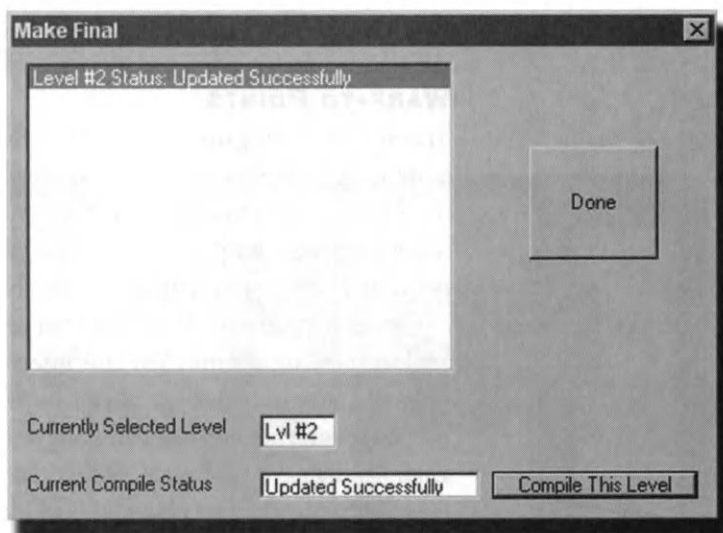 Make Final
Level #2 Status: Updated Successfully
Done
Currently Selected Level
Lvl #2
Current Compile Status
Updated Successfully
Compile This Level